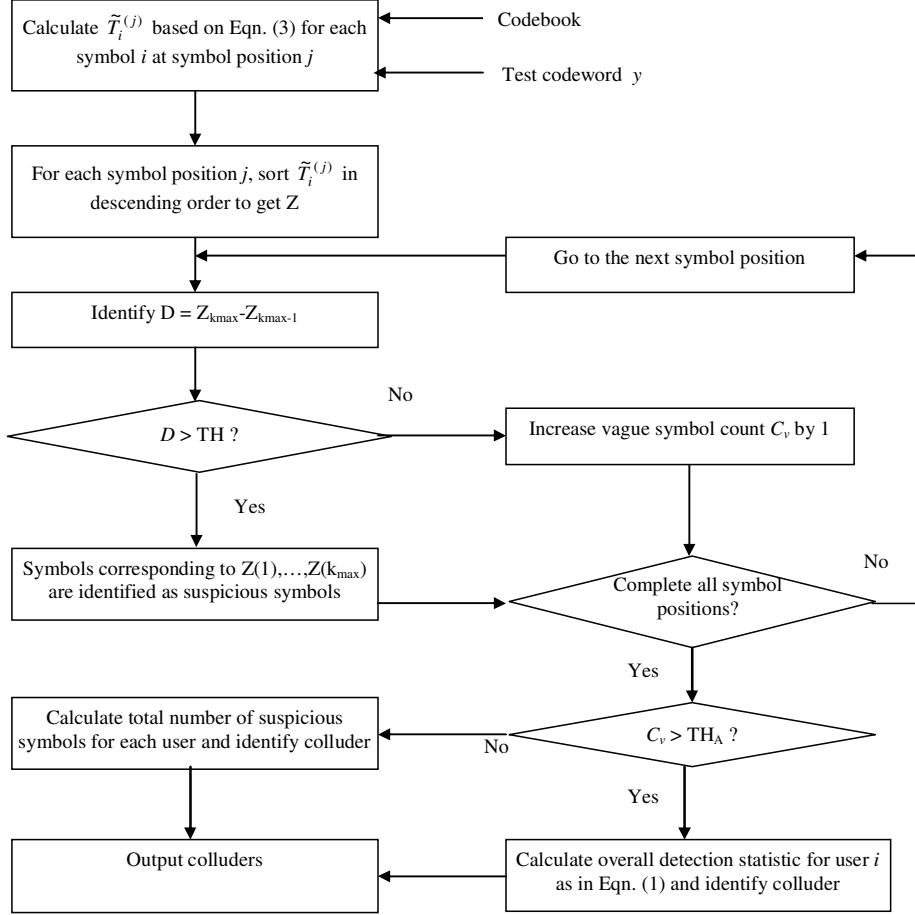 Calculate T̃ᵢ⁽ʲ⁾ based on Eqn. (3) for each
symbol i at symbol position j
Codebook
Test codeword y
For each symbol position j, sort T̃ᵢ⁽ʲ⁾ in
descending order to get Z
Go to the next symbol position
Identify D = Z_kmax-Z_kmax-1
No
D > TH ?
Increase vague symbol count C_v by 1
Yes
Symbols corresponding to Z(1),…,Z(k_max)
are identified as suspicious symbols
Complete all symbol
positions?
No
Yes
Calculate total number of suspicious
symbols for each user and identify colluder
C_v > TH_A ?
No
Yes
Output colluders
Calculate overall detection statistic for user i
as in Eqn. (1) and identify colluder